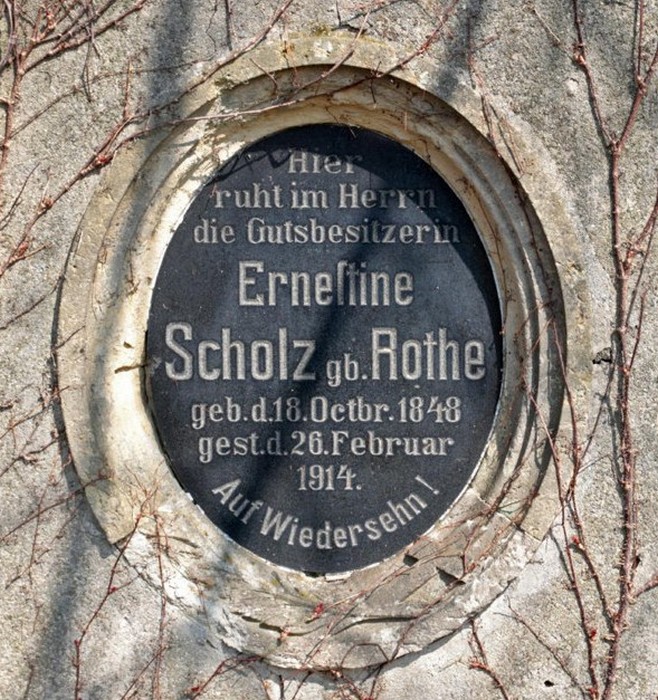 Hier
ruht im Herrn
die Gutsbesitzerin
Erneſtine
Scholz gb. Rothe
geb. d. 18. Octbr. 1848
gest. d. 26. Februar
1914.
Auf Wiedersehn!